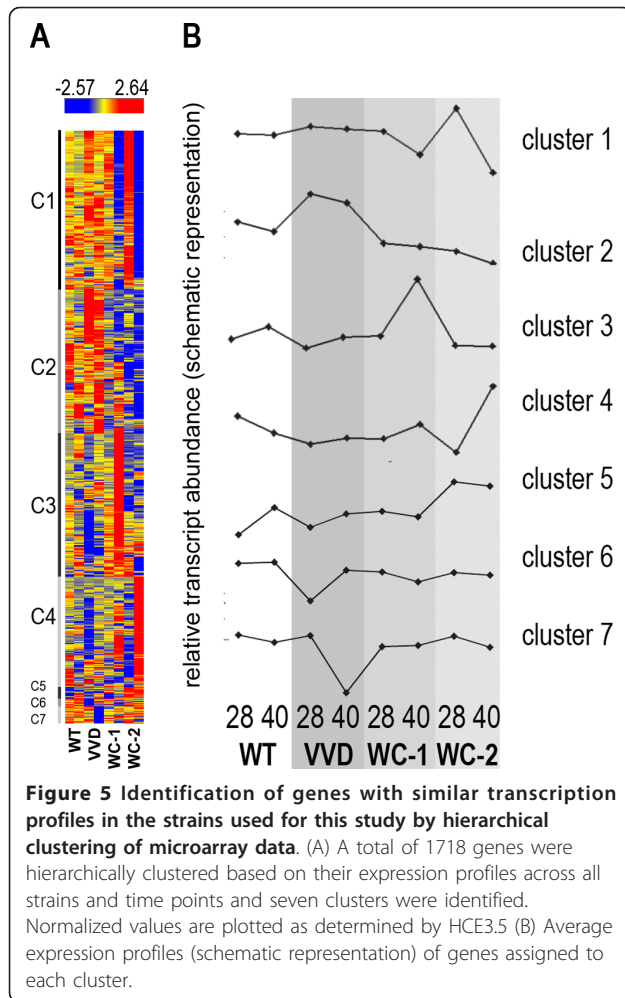 A
B
-2.57 2.64
C1
C2
C3
C4
C5
C6
C7
WT
VVD
WC-1
WC-2
relative transcript abundance (schematic representation)
cluster 1
cluster 2
cluster 3
cluster 4
cluster 5
cluster 6
cluster 7
28 40 28 40 28 40 28 40
WT VVD WC-1 WC-2
Figure 5 Identification of genes with similar transcription
profiles in the strains used for this study by hierarchical
clustering of microarray data. (A) A total of 1718 genes were
hierarchically clustered based on their expression profiles across all
strains and time points and seven clusters were identified.
Normalized values are plotted as determined by HCE3.5 (B) Average
expression profiles (schematic representation) of genes assigned to
each cluster.